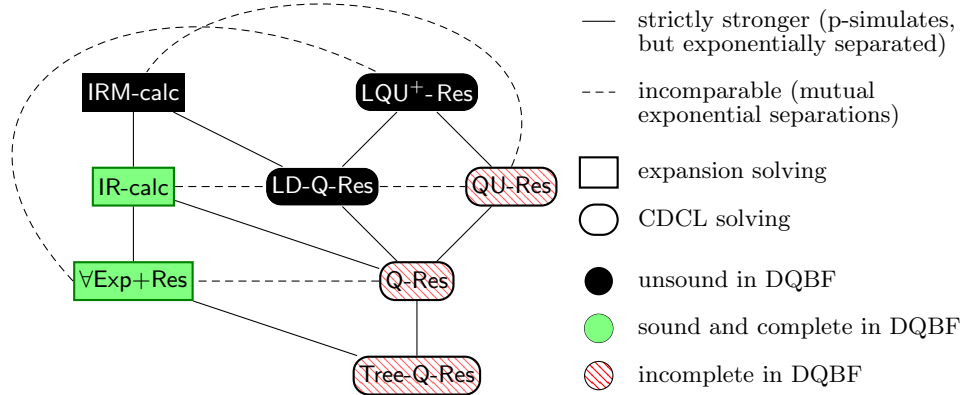 IRM-calc
LQU⁺-Res
IR-calc
LD-Q-Res
QU-Res
∀Exp+Res
Q-Res
Tree-Q-Res
strictly stronger (p-simulates,
but exponentially separated)
incomparable (mutual
exponential separations)
expansion solving
CDCL solving
unsound in DQBF
sound and complete in DQBF
incomplete in DQBF